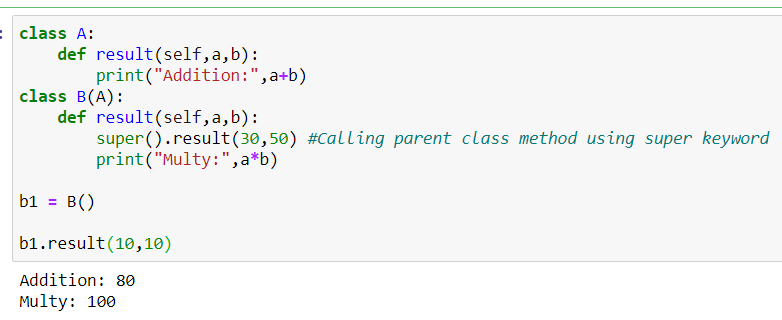 :
class A:
    def result(self,a,b):
        print("Addition:",a+b)
class B(A):
    def result(self,a,b):
        super().result(30,50) #Calling parent class method using super keyword
        print("Multy:",a*b)
b1 = B()
b1.result(10,10)
Addition: 80
Multy: 100